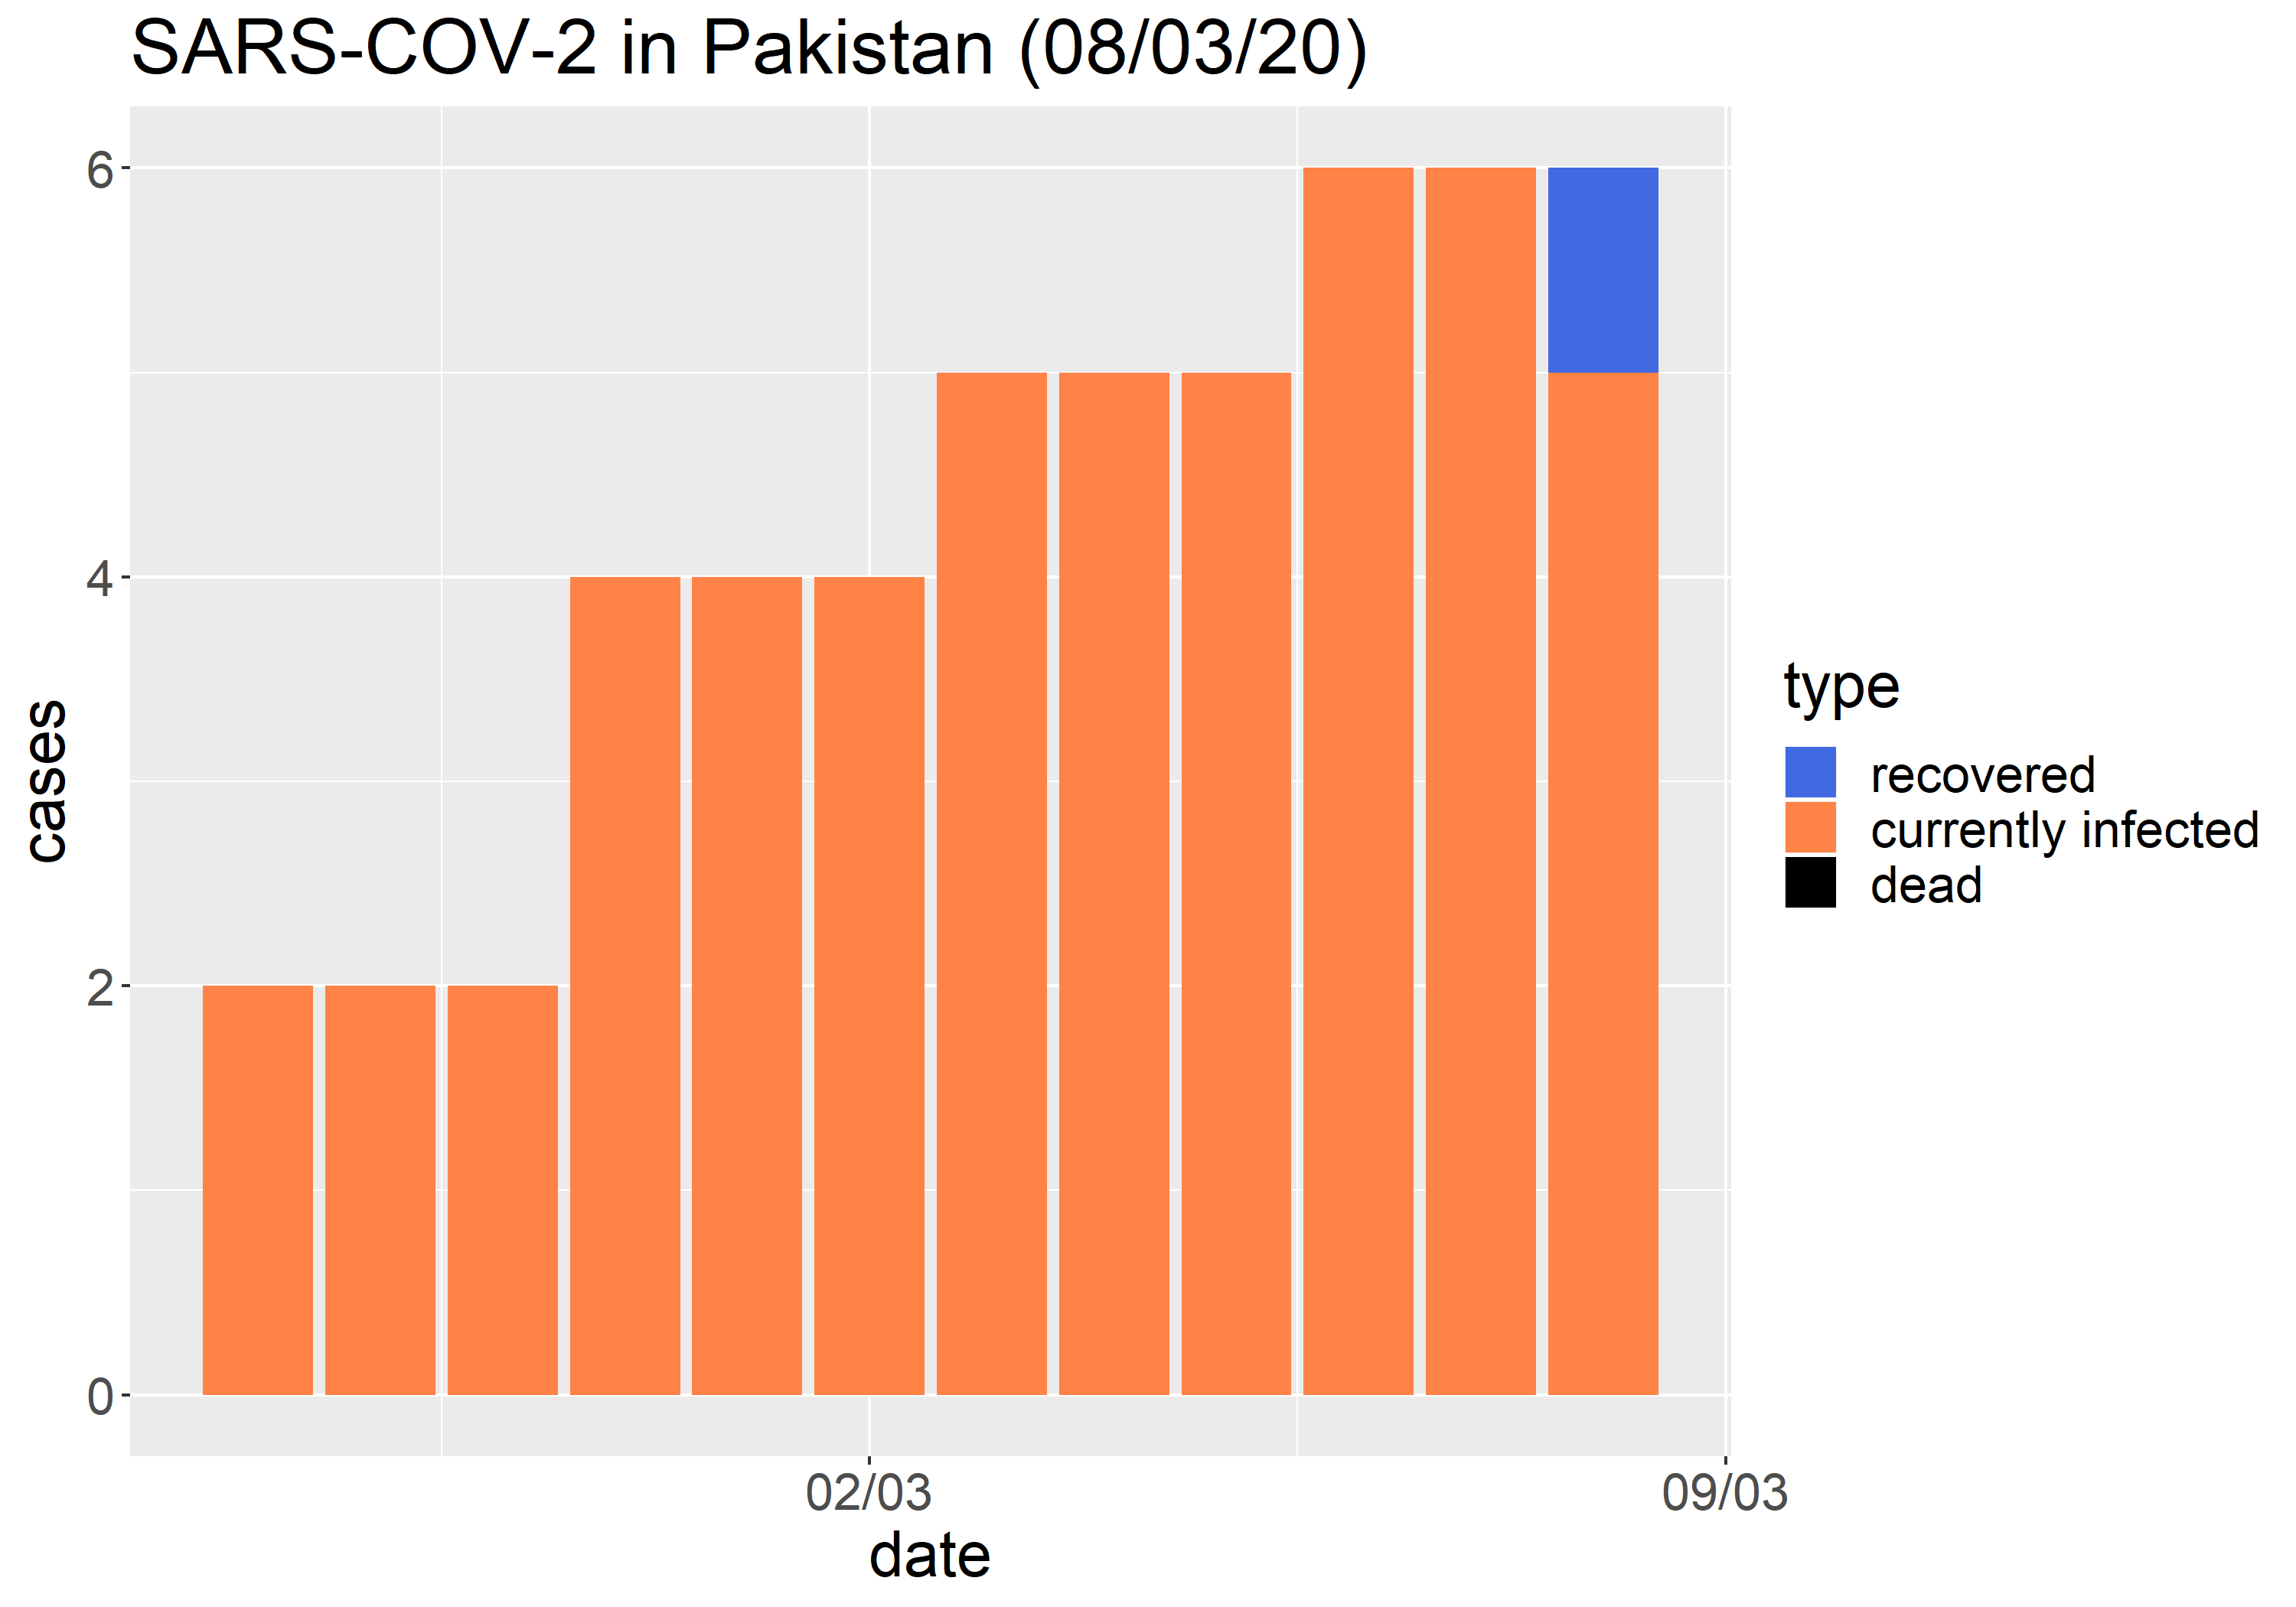 SARS-COV-2 in Pakistan (08/03/20)
6
4
2
0
cases
02/03
09/03
date
type
recovered
currently infected
dead